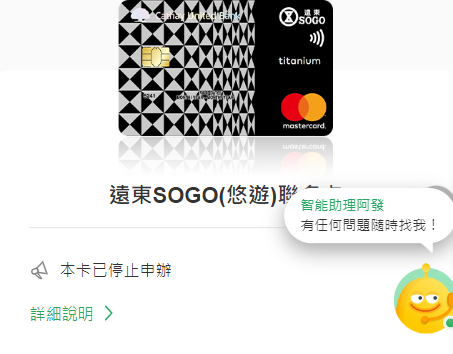 Cathay United Bank
遠東
SOGO
titanium
mastercard.
遠東SOGO(悠遊)聯名卡
智能助理阿發
有任何問題隨時找我！
本卡已停止申辦
詳細說明